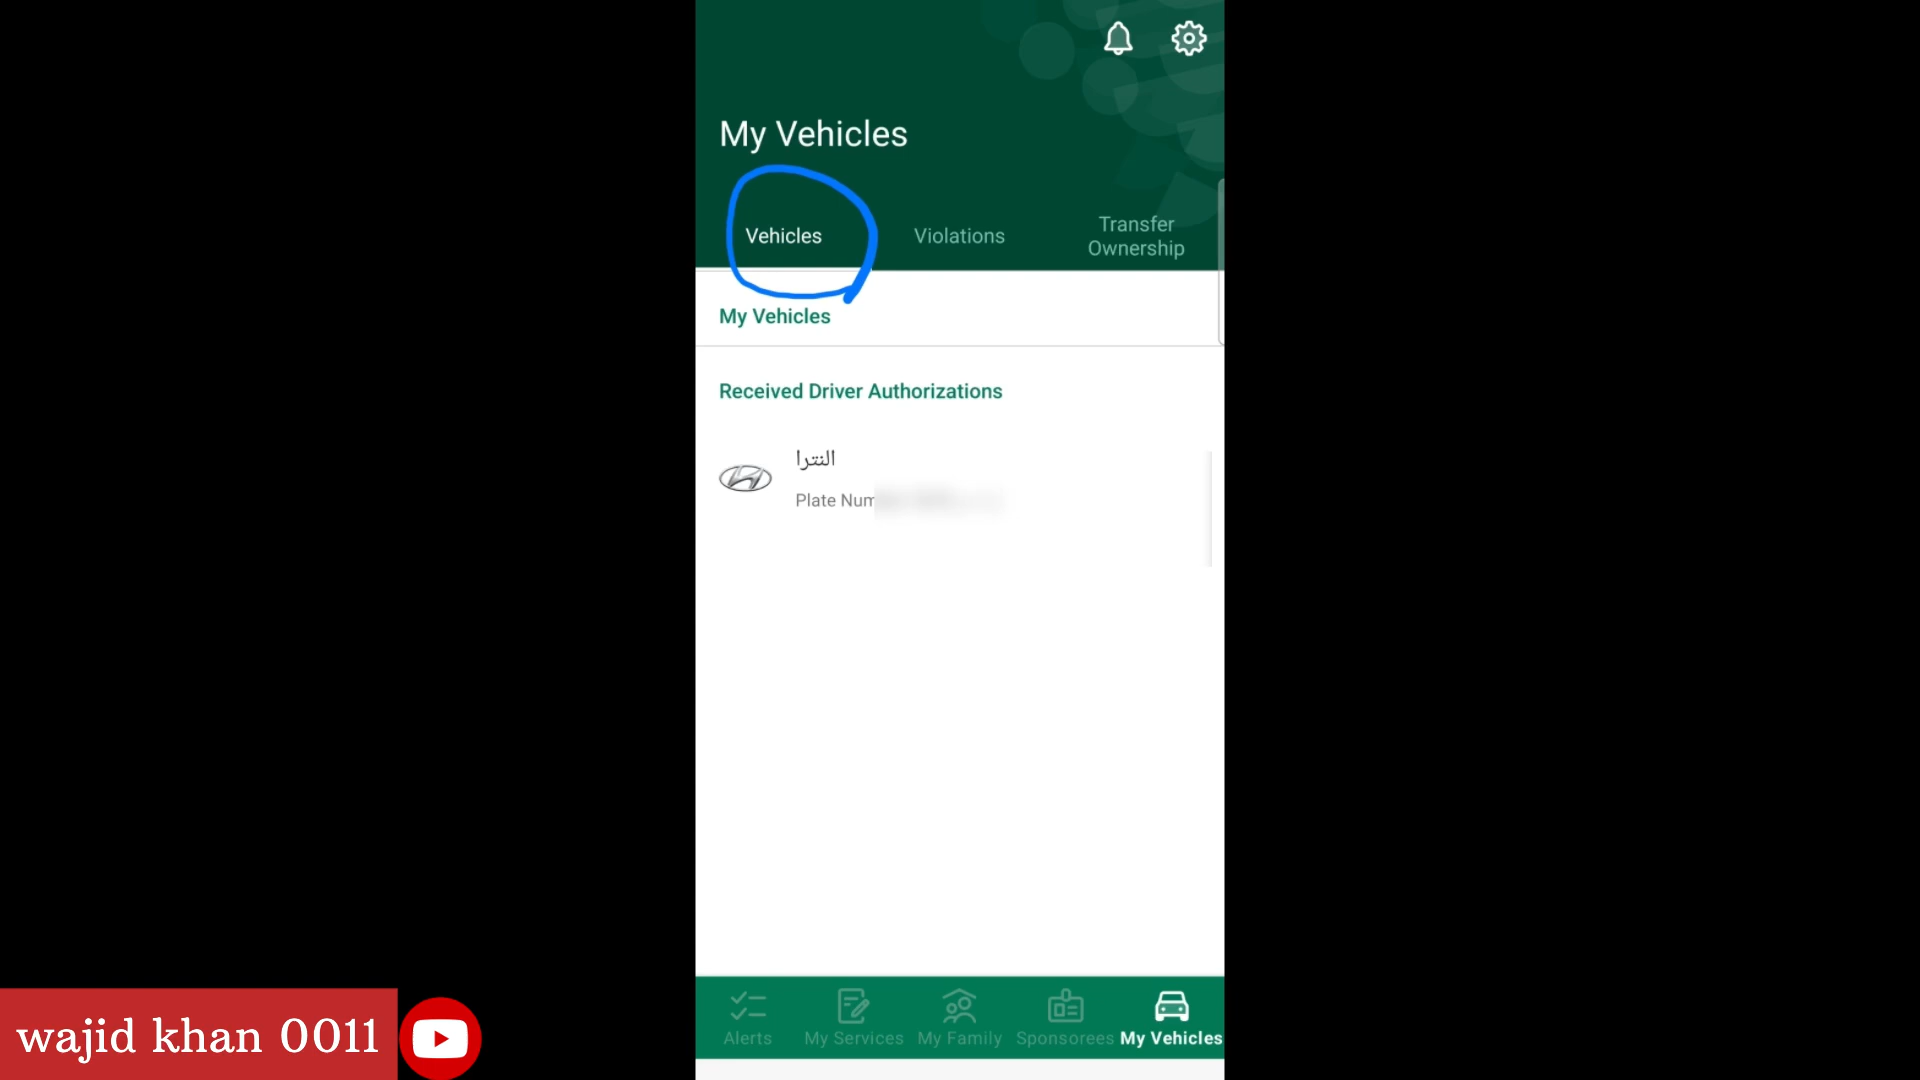 My Vehicles
Vehicles
Violations
Transfer
Ownership
My Vehicles
Received Driver Authorizations
النترا
Plate Num
Alerts
My Services
My Family
Sponsorees
My Vehicles
wajid khan 0011